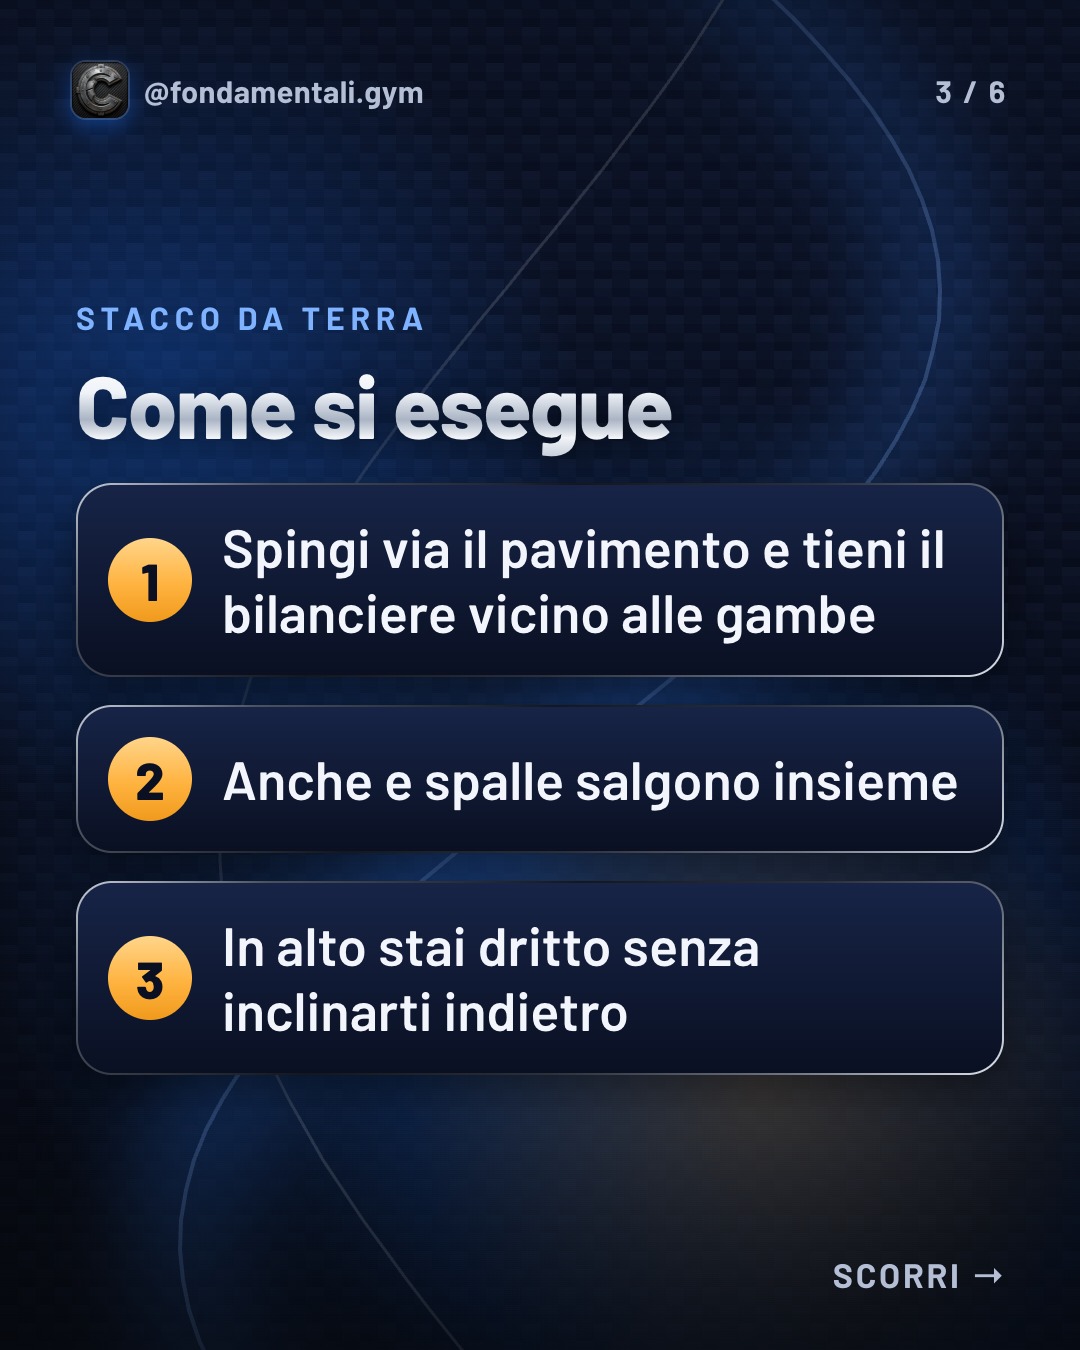 @fondamentali.gym
3 / 6
STACCO DA TERRA
Come si esegue
1
Spingi via il pavimento e tieni il
bilanciere vicino alle gambe
2
Anche e spalle salgono insieme
3
In alto stai dritto senza
inclinarti indietro
SCORRI →